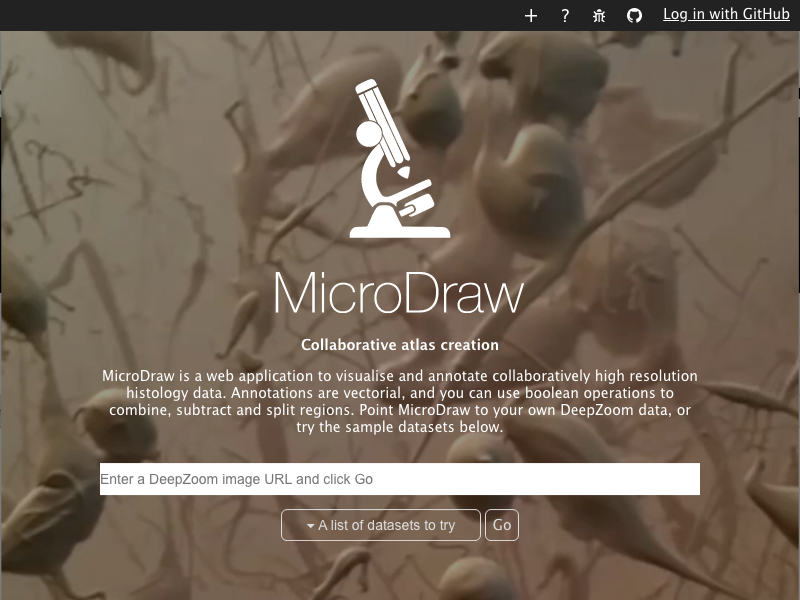 + ? Log in with GitHub
MicroDraw
Collaborative atlas creation
MicroDraw is a web application to visualise and annotate collaboratively high resolution
histology data. Annotations are vectorial, and you can use boolean operations to
combine, subtract and split regions. Point MicroDraw to your own DeepZoom data, or
try the sample datasets below.
Enter a DeepZoom image URL and click Go
A list of datasets to try Go